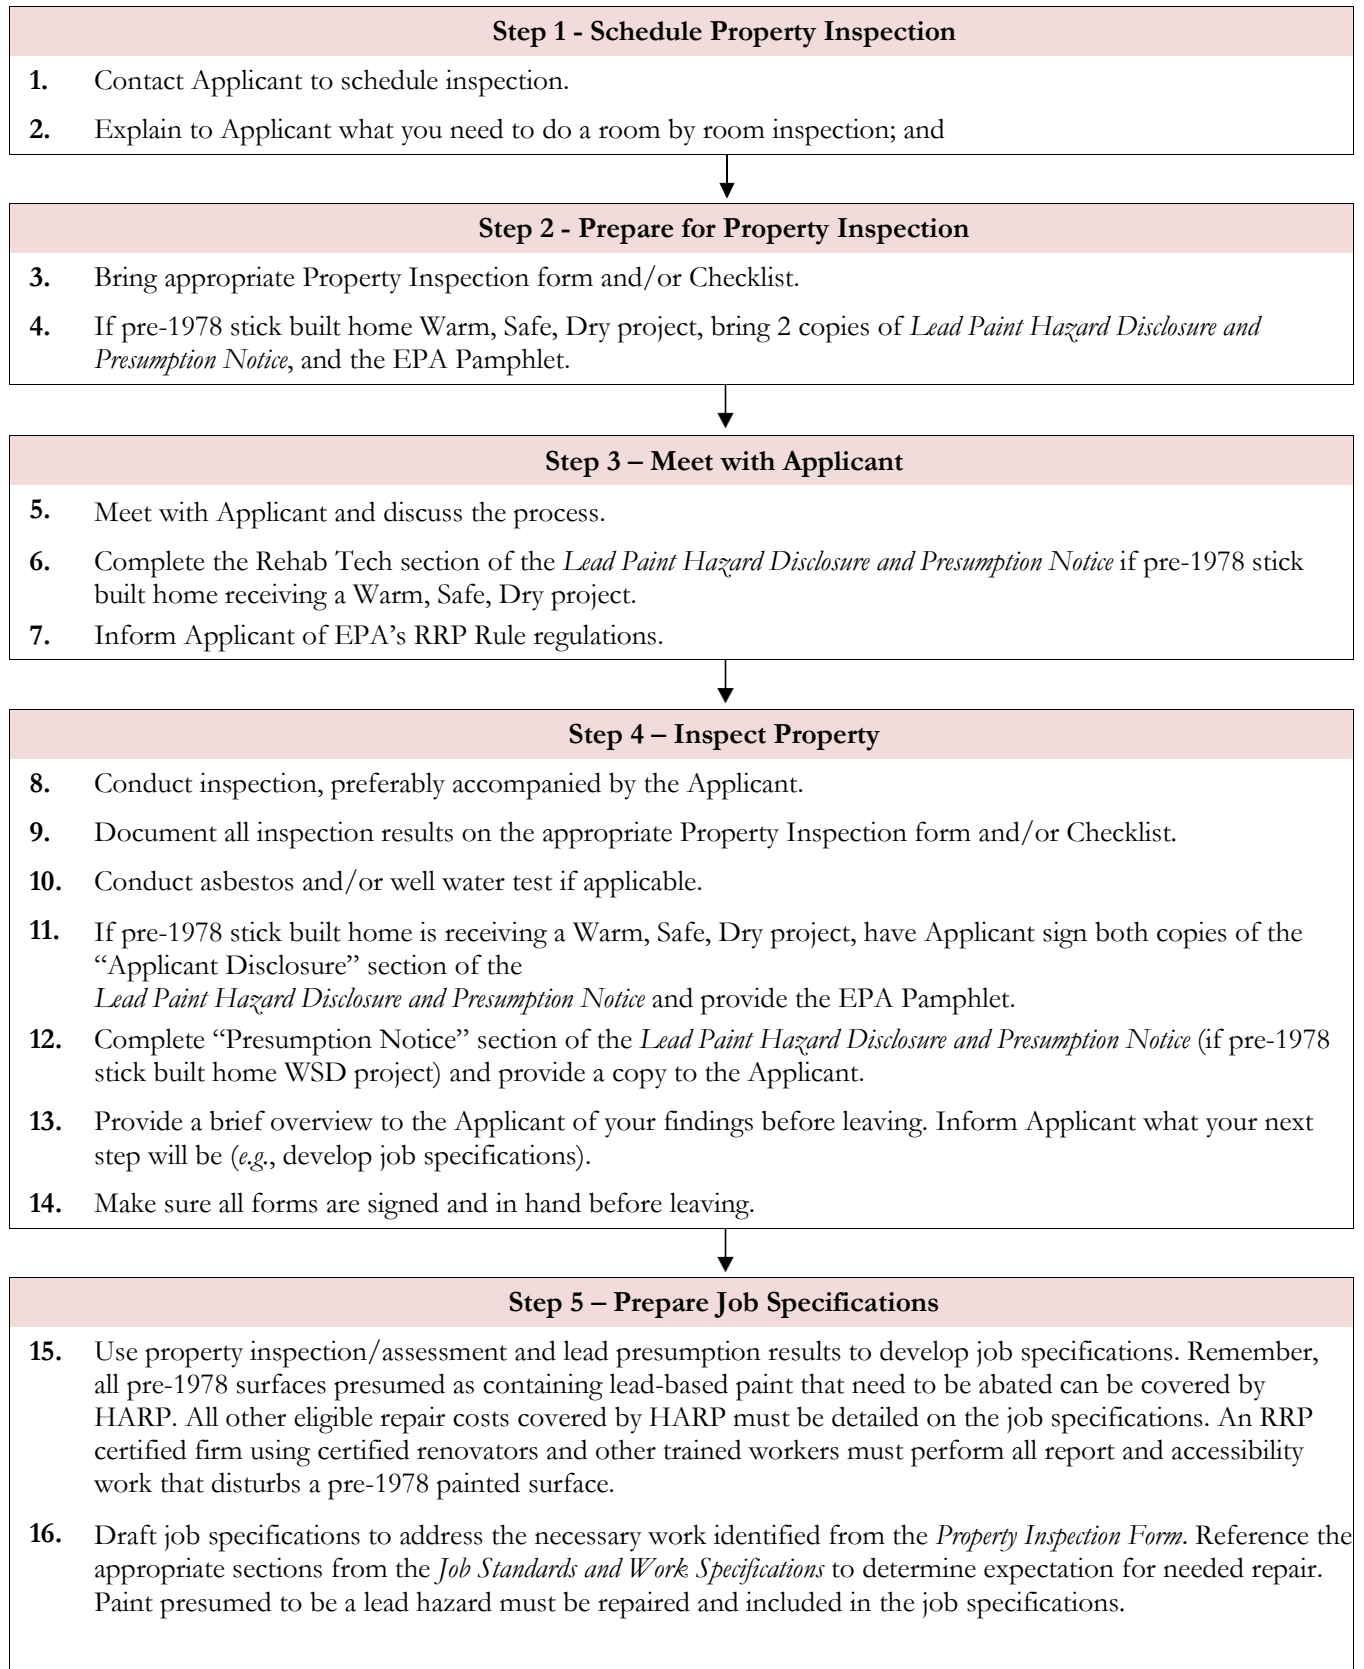 Step 1 - Schedule Property Inspection
1. Contact Applicant to schedule inspection.
2. Explain to Applicant what you need to do a room by room inspection; and
Step 2 - Prepare for Property Inspection
3. Bring appropriate Property Inspection form and/or Checklist.
4. If pre-1978 stick built home Warm, Safe, Dry project, bring 2 copies of Lead Paint Hazard Disclosure and
Presumption Notice, and the EPA Pamphlet.
Step 3 – Meet with Applicant
5. Meet with Applicant and discuss the process.
6. Complete the Rehab Tech section of the Lead Paint Hazard Disclosure and Presumption Notice if pre-1978 stick
built home receiving a Warm, Safe, Dry project.
7. Inform Applicant of EPA’s RRP Rule regulations.
Step 4 – Inspect Property
8. Conduct inspection, preferably accompanied by the Applicant.
9. Document all inspection results on the appropriate Property Inspection form and/or Checklist.
10. Conduct asbestos and/or well water test if applicable.
11. If pre-1978 stick built home is receiving a Warm, Safe, Dry project, have Applicant sign both copies of the
“Applicant Disclosure” section of the
Lead Paint Hazard Disclosure and Presumption Notice and provide the EPA Pamphlet.
12. Complete “Presumption Notice” section of the Lead Paint Hazard Disclosure and Presumption Notice (if pre-1978
stick built home WSD project) and provide a copy to the Applicant.
13. Provide a brief overview to the Applicant of your findings before leaving. Inform Applicant what your next
step will be (e.g., develop job specifications).
14. Make sure all forms are signed and in hand before leaving.
Step 5 – Prepare Job Specifications
15. Use property inspection/assessment and lead presumption results to develop job specifications. Remember,
all pre-1978 surfaces presumed as containing lead-based paint that need to be abated can be covered by
HARP. All other eligible repair costs covered by HARP must be detailed on the job specifications. An RRP
certified firm using certified renovators and other trained workers must perform all report and accessibility
work that disturbs a pre-1978 painted surface.
16. Draft job specifications to address the necessary work identified from the Property Inspection Form. Reference the
appropriate sections from the Job Standards and Work Specifications to determine expectation for needed repair.
Paint presumed to be a lead hazard must be repaired and included in the job specifications.